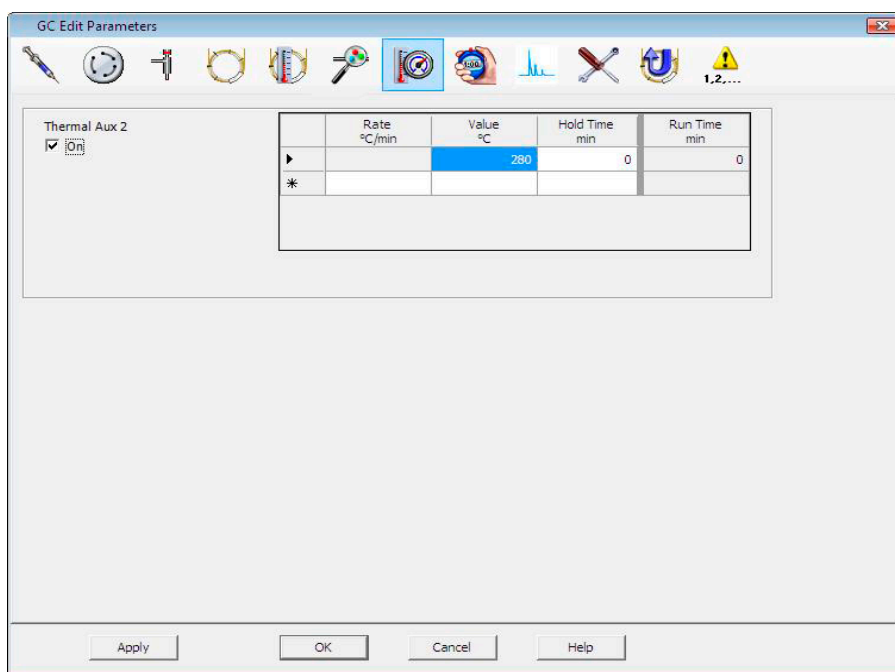 GC Edit Parameters
1,2,...
Thermal Aux 2
On
Rate Value Hold Time Run Time
°C/min °C min min
280 0 0
Apply OK Cancel Help